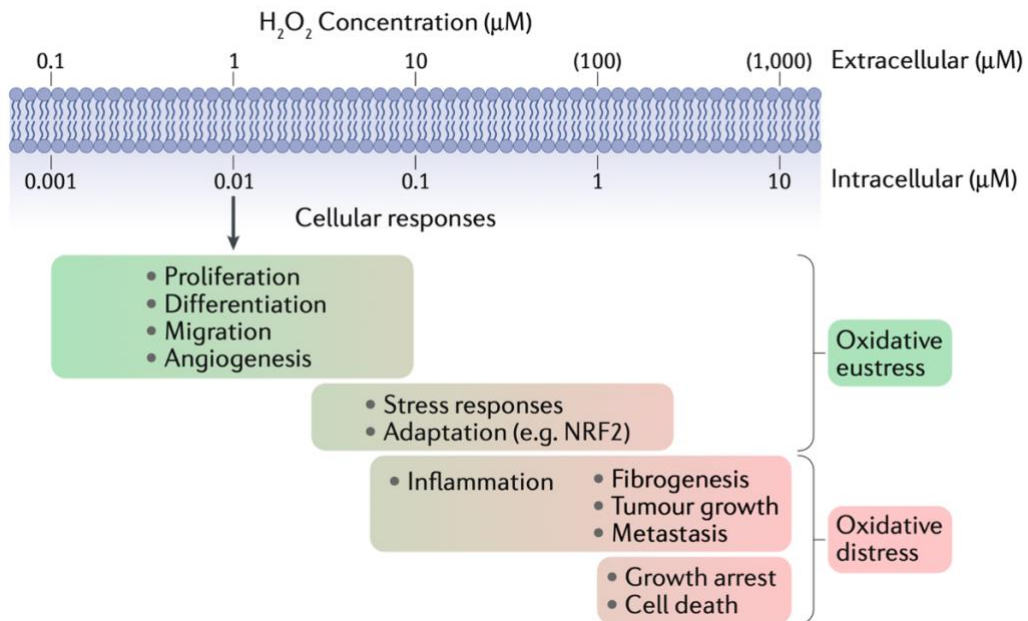 H₂O₂ Concentration (μM)
0.1 1 10 (100) (1,000) Extracellular (μM)
0.001 0.01 0.1 1 10 Intracellular (μM)
Cellular responses
• Proliferation
• Differentiation
• Migration
• Angiogenesis
Oxidative
eustress
• Stress responses
• Adaptation (e.g. NRF2)
• Inflammation
• Fibrogenesis
• Tumour growth
• Metastasis
Oxidative
distress
• Growth arrest
• Cell death